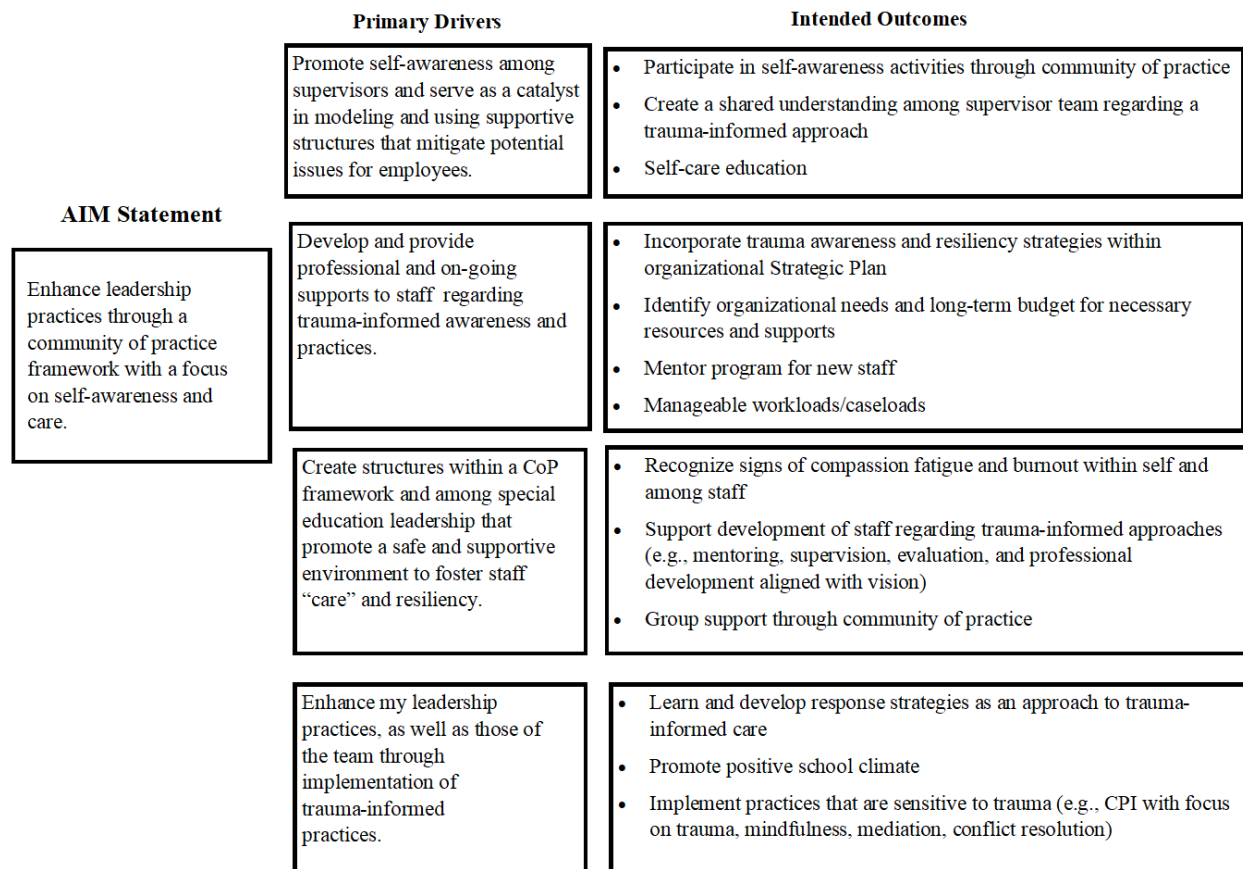 Primary Drivers
Intended Outcomes
Promote self-awareness among
supervisors and serve as a catalyst
in modeling and using supportive
structures that mitigate potential
issues for employees.
• Participate in self-awareness activities through community of practice
• Create a shared understanding among supervisor team regarding a
trauma-informed approach
• Self-care education
AIM Statement
Enhance leadership
practices through a
community of practice
framework with a focus
on self-awareness and
care.
Develop and provide
professional and on-going
supports to staff regarding
trauma-informed awareness and
practices.
• Incorporate trauma awareness and resiliency strategies within
organizational Strategic Plan
• Identify organizational needs and long-term budget for necessary
resources and supports
• Mentor program for new staff
• Manageable workloads/caseloads
Create structures within a CoP
framework and among special
education leadership that
promote a safe and supportive
environment to foster staff
“care” and resiliency.
• Recognize signs of compassion fatigue and burnout within self and
among staff
• Support development of staff regarding trauma-informed approaches
(e.g., mentoring, supervision, evaluation, and professional
development aligned with vision)
• Group support through community of practice
Enhance my leadership
practices, as well as those of
the team through
implementation of
trauma-informed
practices.
• Learn and develop response strategies as an approach to trauma-
informed care
• Promote positive school climate
• Implement practices that are sensitive to trauma (e.g., CPI with focus
on trauma, mindfulness, mediation, conflict resolution)